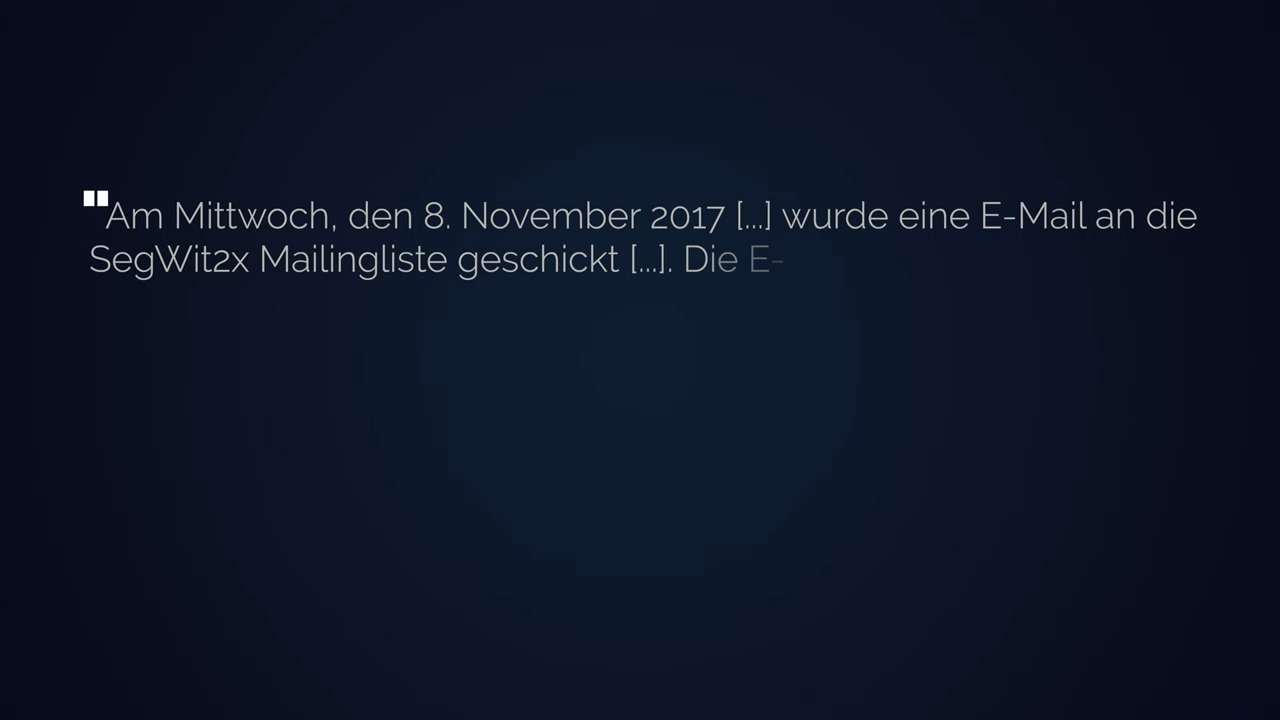 "Am Mittwoch, den 8. November 2017 [...] wurde eine E-Mail an die
SegWit2x Mailingliste geschickt [...]. Die E-